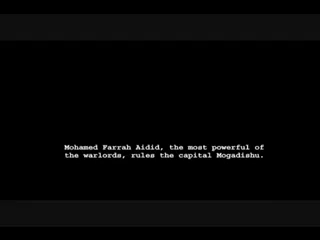 Mohamed Farrah Aidid, the most powerful of
the warlords, rules the capital Mogadishu.